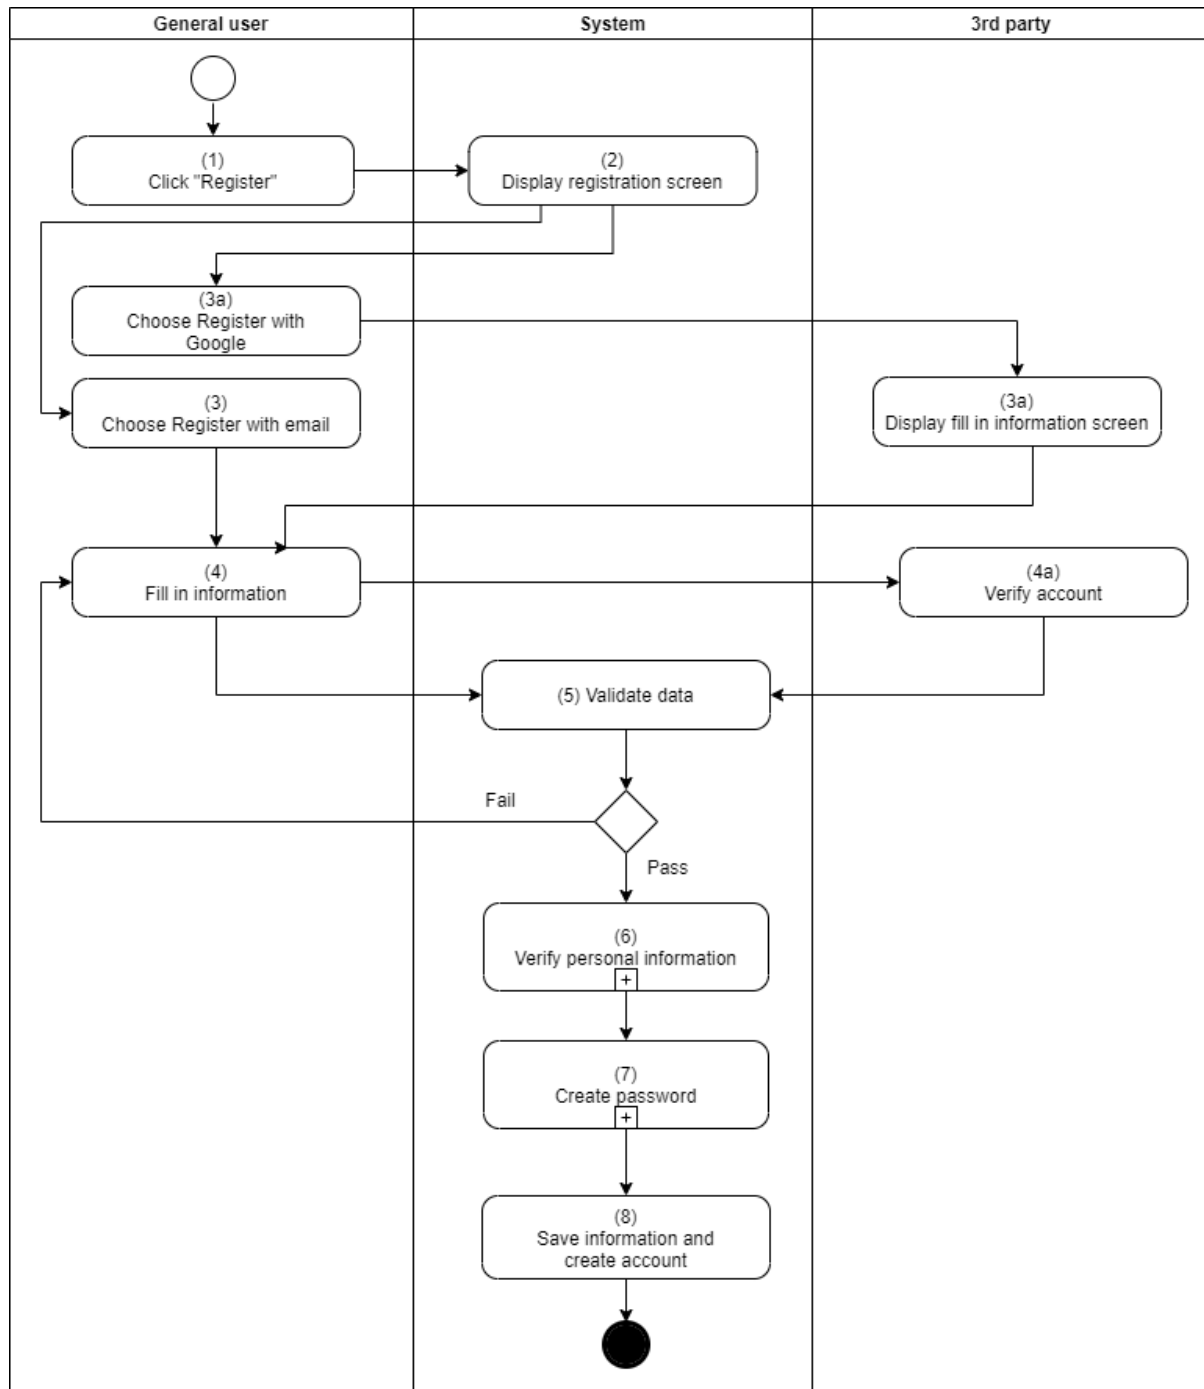 General user
System
3rd party
(1)
Click "Register"
(2)
Display registration screen
(3a)
Choose Register with
Google
(3)
Choose Register with email
(3a)
Display fill in information screen
(4)
Fill in information
(4a)
Verify account
(5) Validate data
Fail
Pass
(6)
Verify personal information
+
(7)
Create password
+
(8)
Save information and
create account